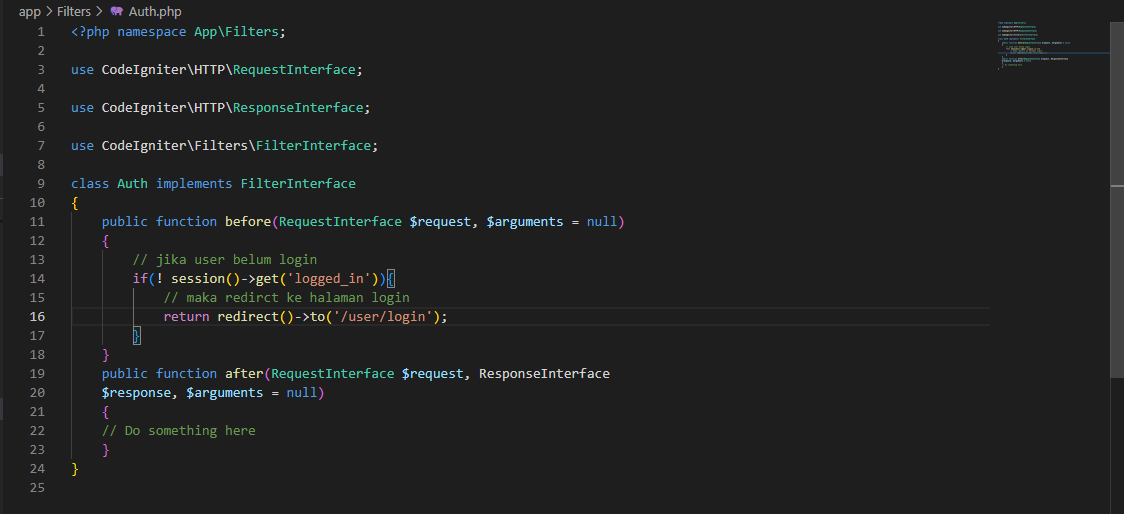 app > Filters > Auth.php
1 <?php namespace App\Filters;
2
3 use CodeIgniter\HTTP\RequestInterface;
4
5 use CodeIgniter\HTTP\ResponseInterface;
6
7 use CodeIgniter\Filters\FilterInterface;
8
9 class Auth implements FilterInterface
10 {
11     public function before(RequestInterface $request, $arguments = null)
12     {
13         // jika user belum login
14         if(! session()->get('logged_in')){
15             // maka redirct ke halaman login
16             return redirect()->to('/user/login');
17         }
18     }
19     public function after(RequestInterface $request, ResponseInterface
20     $response, $arguments = null)
21     {
22     // Do something here
23     }
24 }
25